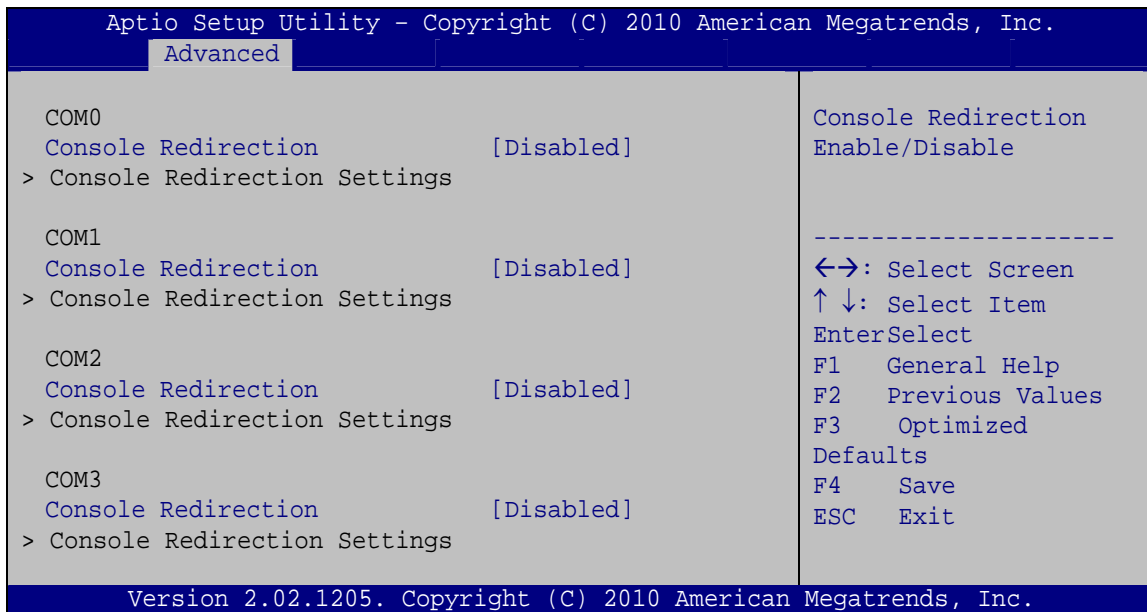 Aptio Setup Utility – Copyright (C) 2010 American Megatrends, Inc.
Advanced
COM0
Console Redirection [Disabled]
> Console Redirection Settings
COM1
Console Redirection [Disabled]
> Console Redirection Settings
COM2
Console Redirection [Disabled]
> Console Redirection Settings
COM3
Console Redirection [Disabled]
> Console Redirection Settings
Console Redirection
Enable/Disable
---------------------
←→: Select Screen
↑ ↓: Select Item
EnterSelect
F1 General Help
F2 Previous Values
F3 Optimized
Defaults
F4 Save
ESC Exit
Version 2.02.1205. Copyright (C) 2010 American Megatrends, Inc.